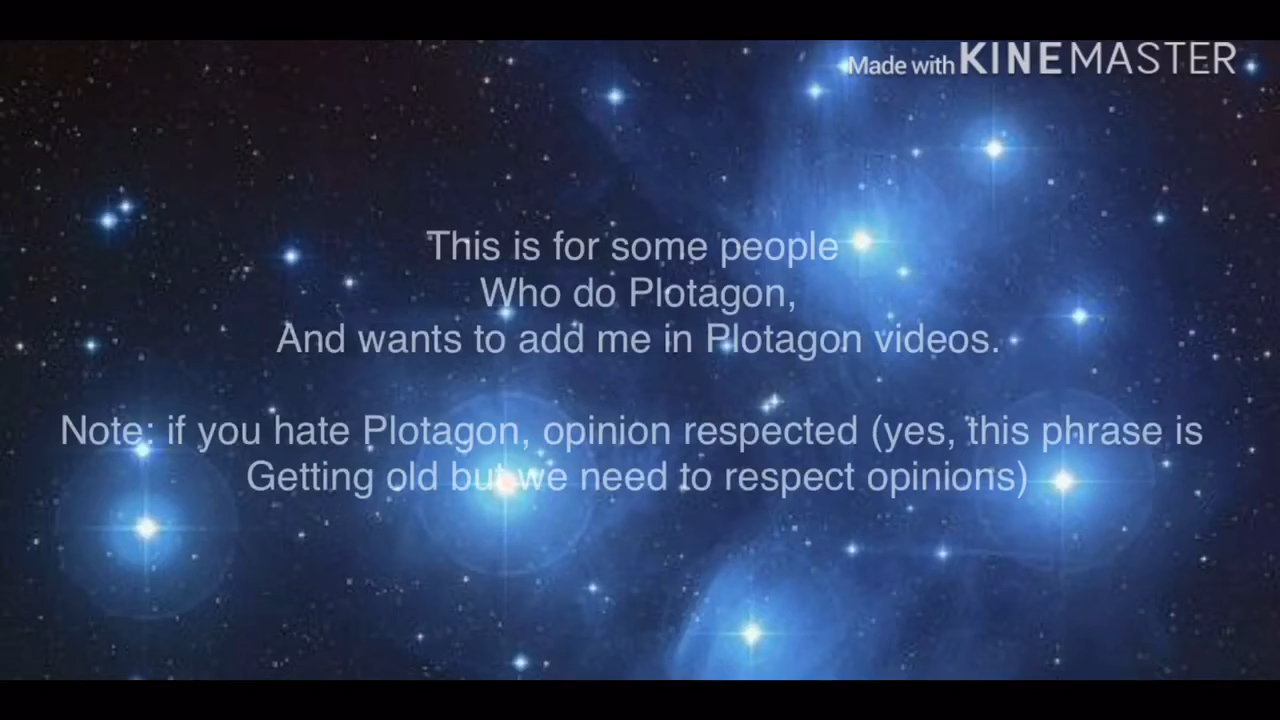 Made with KINEMASTER
This is for some people
Who do Plotagon,
And wants to add me in Plotagon videos.
Note: if you hate Plotagon, opinion respected (yes, this phrase is
Getting old but we need to respect opinions)